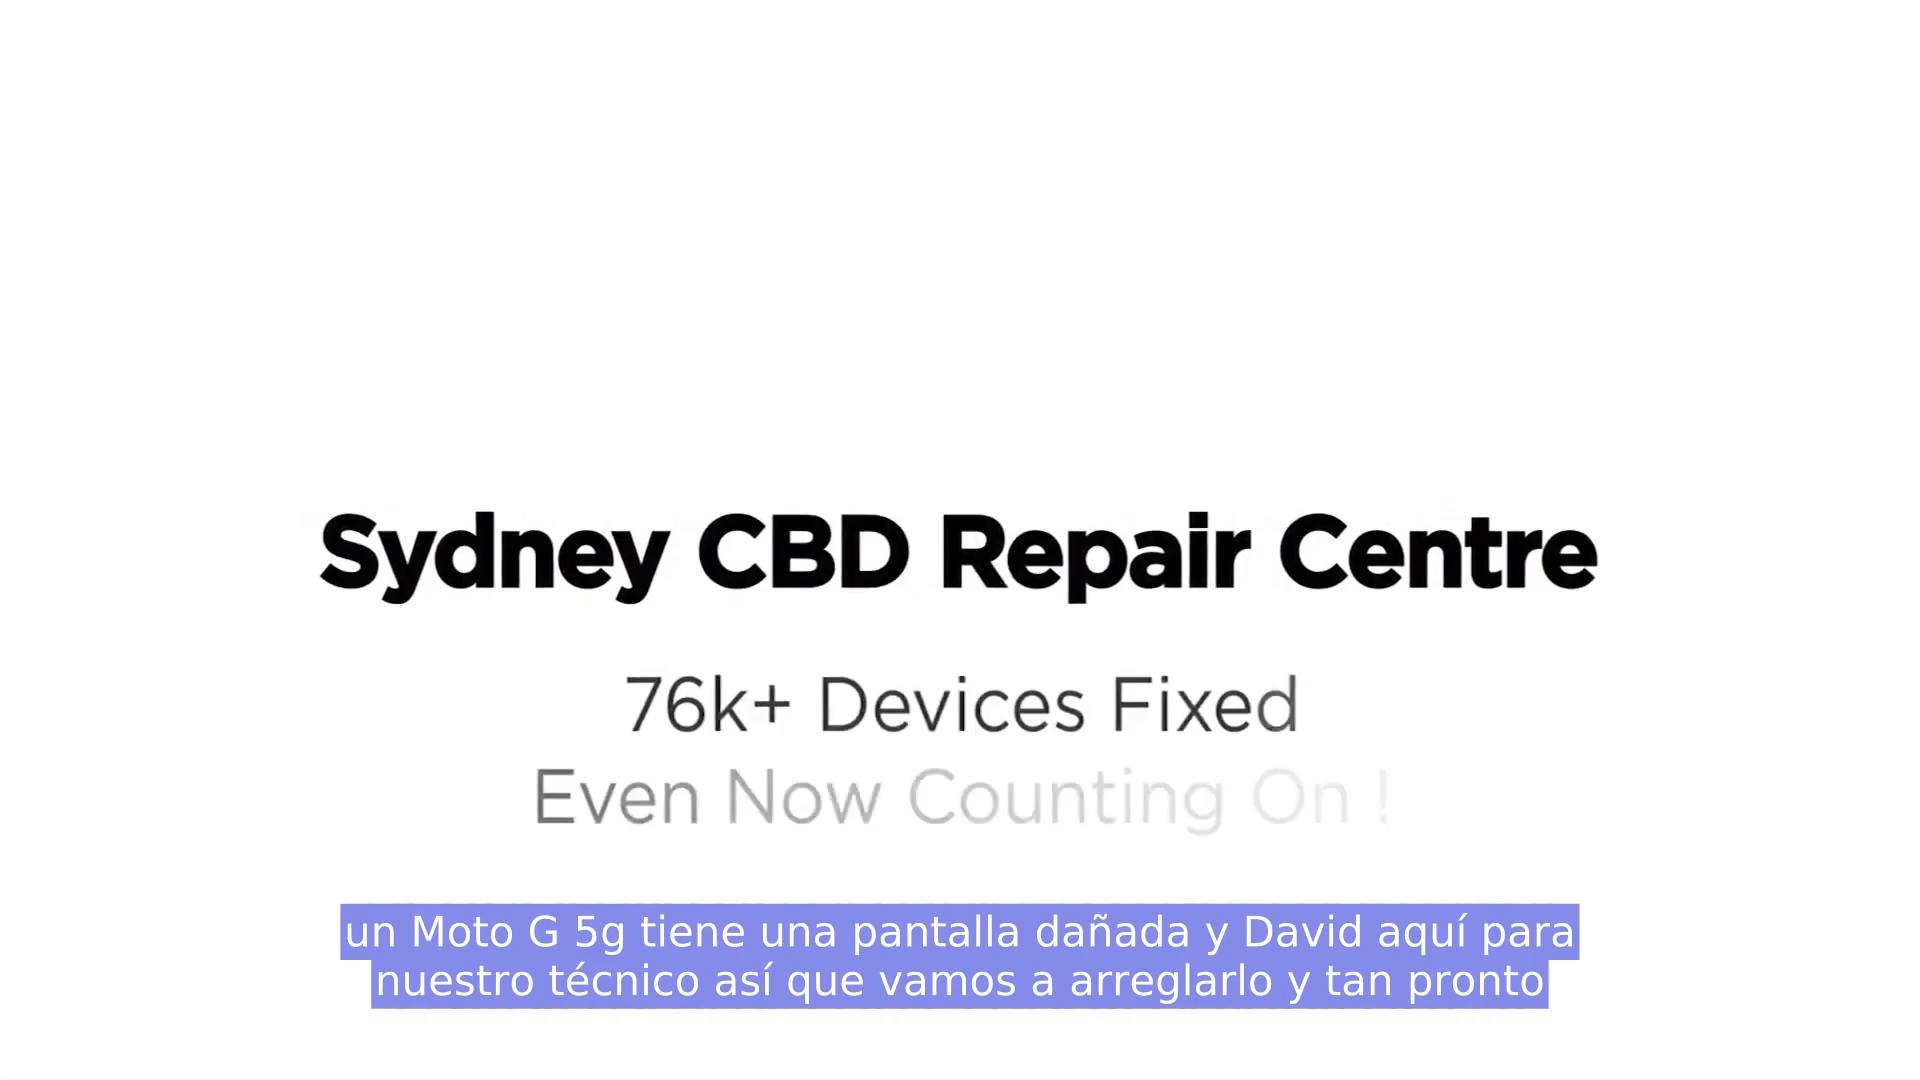 Sydney CBD Repair Centre
76k+ Devices Fixed
Even Now Counting On !
un Moto G 5g tiene una pantalla dañada y David aquí para
nuestro técnico así que vamos a arreglarlo y tan pronto